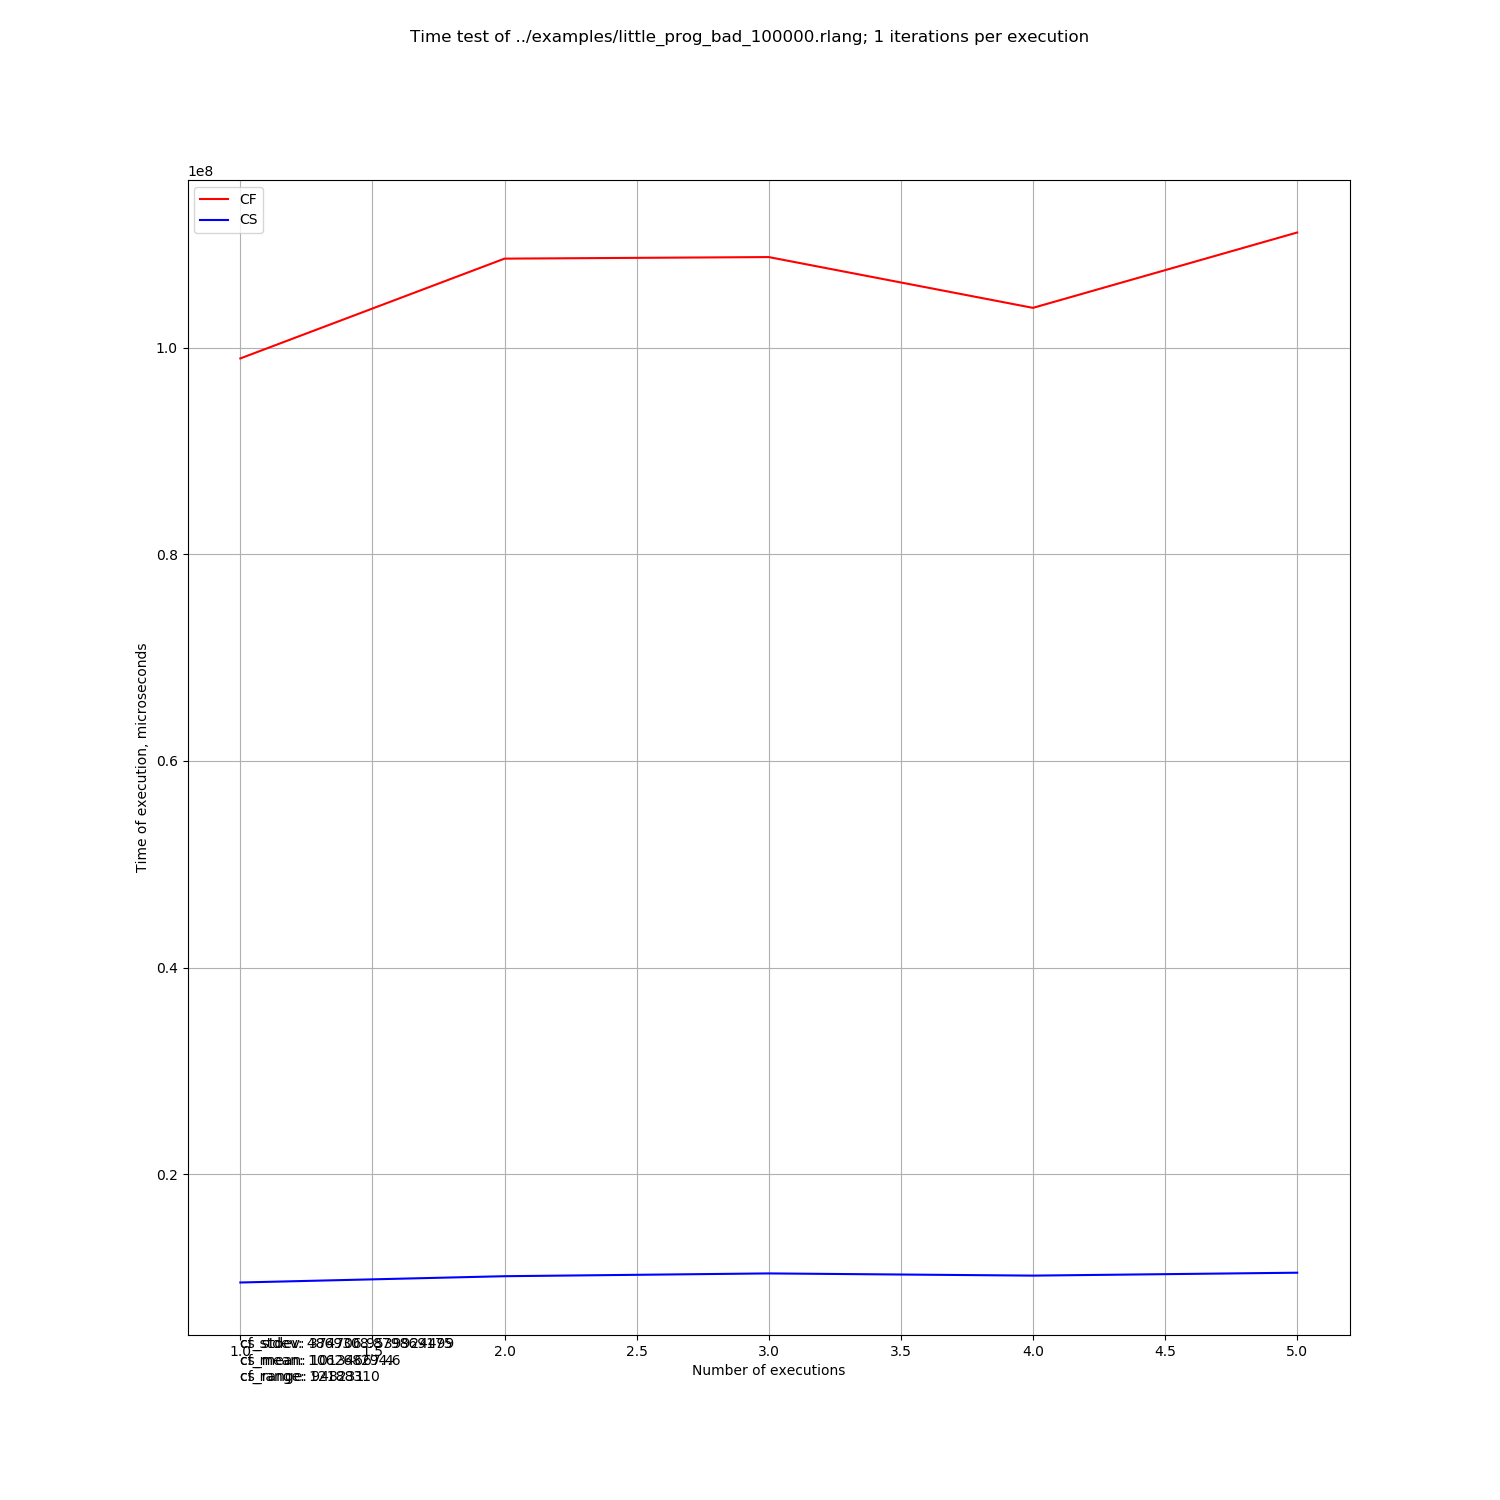 Time test of ../examples/little_prog_bad_100000.rlang; 1 iterations per execution
1e8
CF
CS
1.0
0.8
0.6
0.4
0.2
Time of execution, microseconds
1.0
2.0
2.5
3.0
3.5
4.0
4.5
5.0
Number of executions